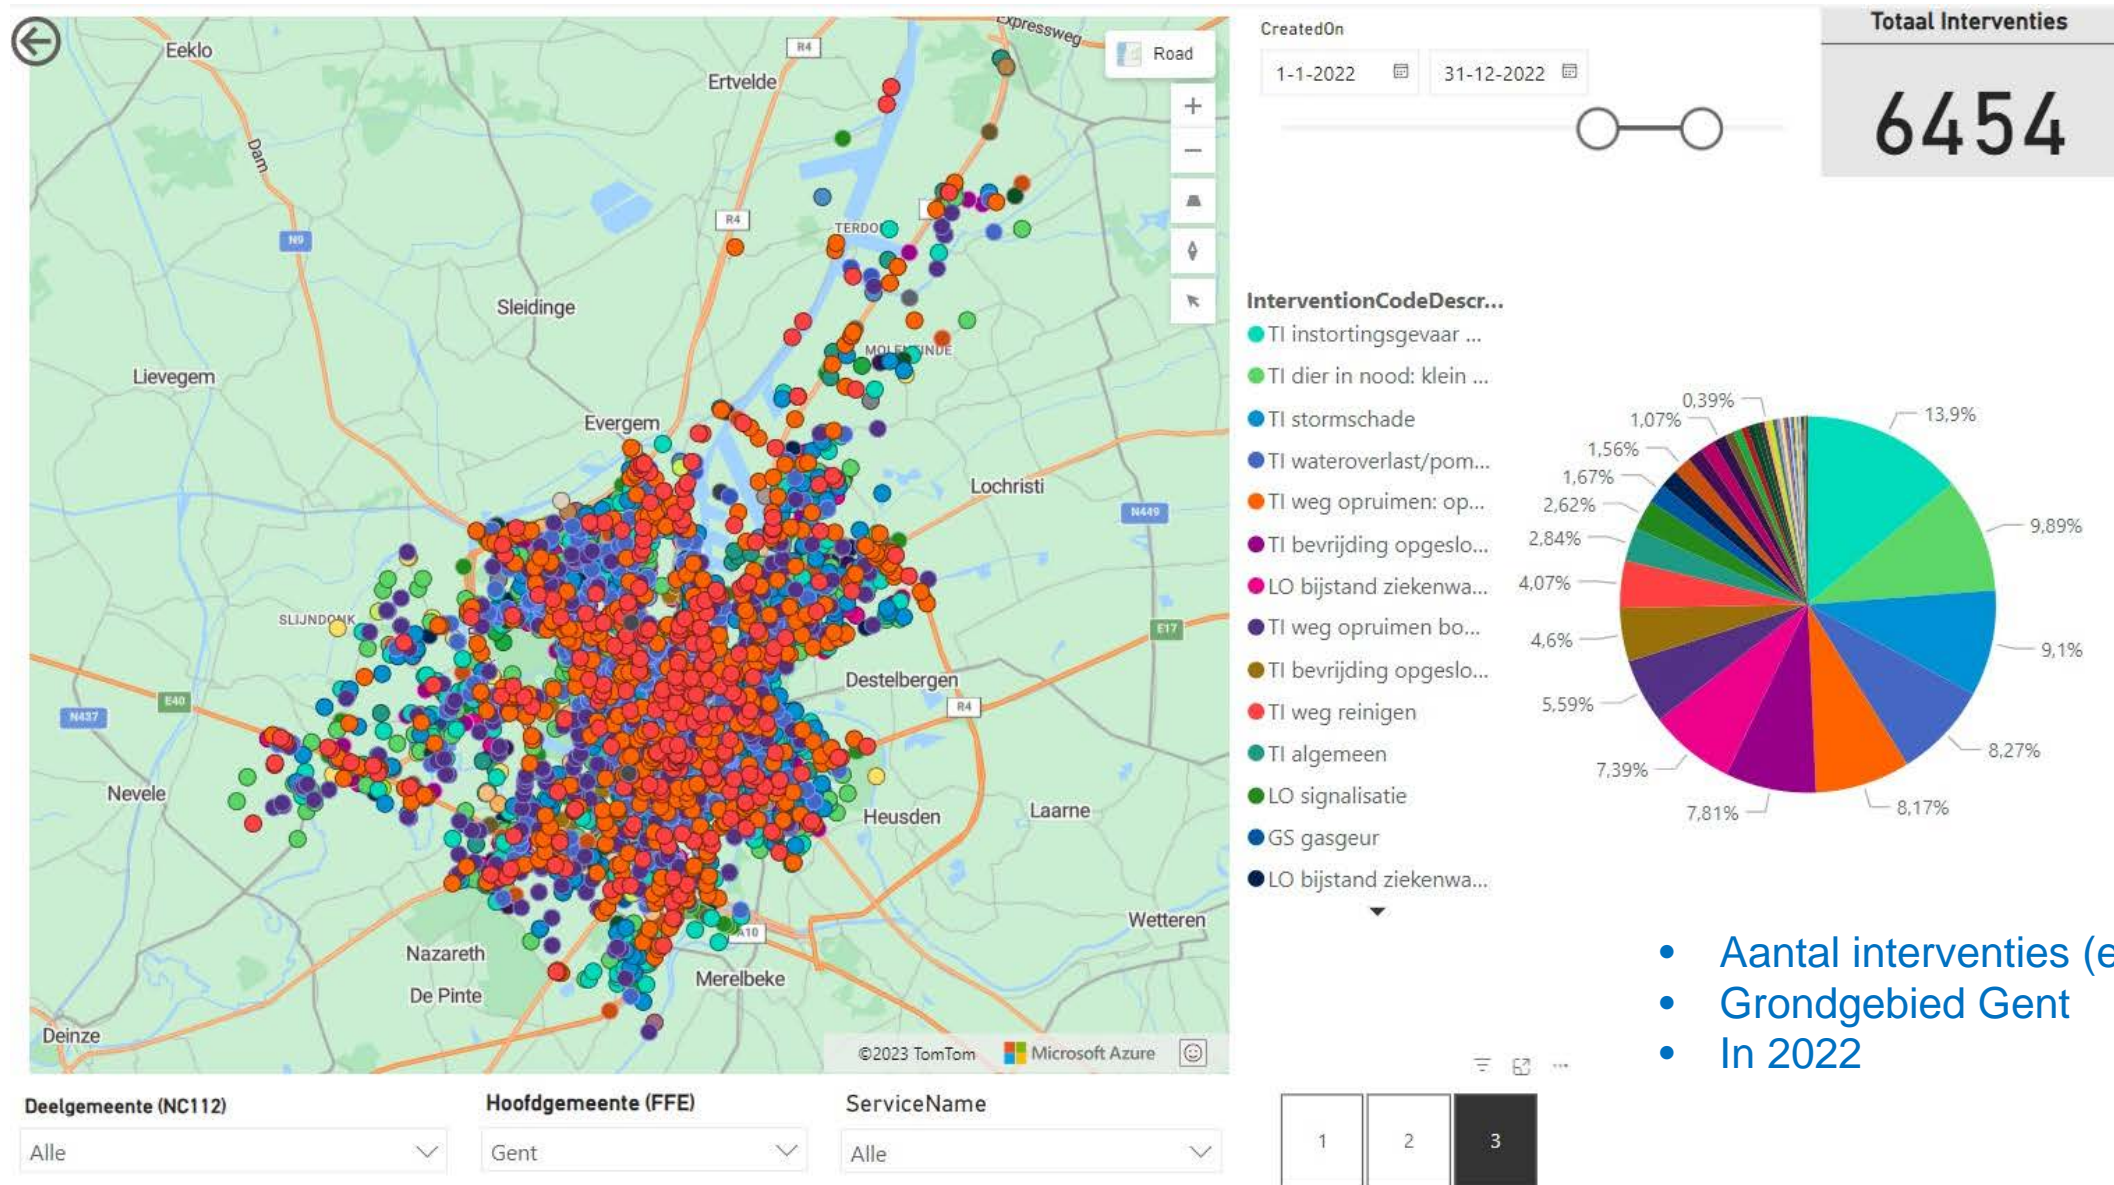 Eeklo
Ertvelde
R4
Expressweg
Road
Dam
N9
R4
TERDO
Sleidinge
MOLENEINDE
Lievegem
Evergem
Lochristi
N449
SLIJNDONK
E17
Destelbergen
R4
E40
N437
Nevele
Heusden
Laarne
Wetteren
A10
Nazareth
Merelbeke
De Pinte
Deinze
©2023 TomTom
Microsoft Azure
CreatedOn
1-1-2022
31-12-2022
Totaal Interventies
6454
InterventionCodeDescr...
TI instortingsgevaar ...
TI dier in nood: klein ...
TI stormschade
TI wateroverlast/pom...
TI weg opruimen: op...
TI bevrijding opgeslo...
LO bijstand ziekenwa...
TI weg opruimen bo...
TI bevrijding opgeslo...
TI weg reinigen
TI algemeen
LO signalisatie
GS gasgeur
LO bijstand ziekenwa...
13,9%
9,89%
9,1%
8,27%
8,17%
7,81%
7,39%
5,59%
4,6%
4,07%
2,84%
2,62%
1,67%
1,56%
1,07%
0,39%
• Aantal interventies (e
• Grondgebied Gent
• In 2022
Deelgemeente (NC112)
Alle
Hoofdgemeente (FFE)
Gent
ServiceName
Alle
1
2
3